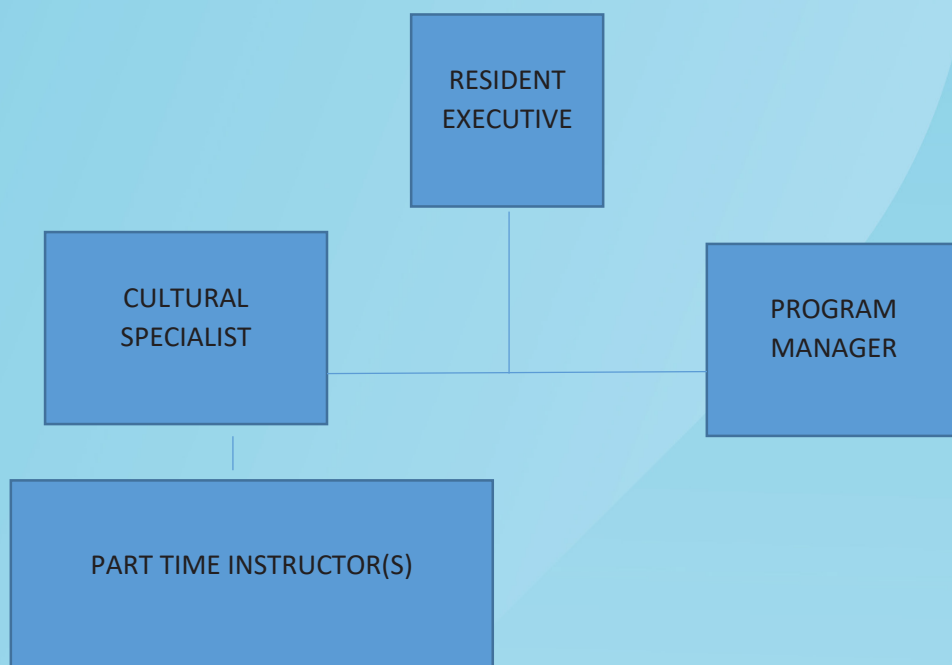 RESIDENT
EXECUTIVE
CULTURAL
SPECIALIST
PROGRAM
MANAGER
PART TIME INSTRUCTOR(S)